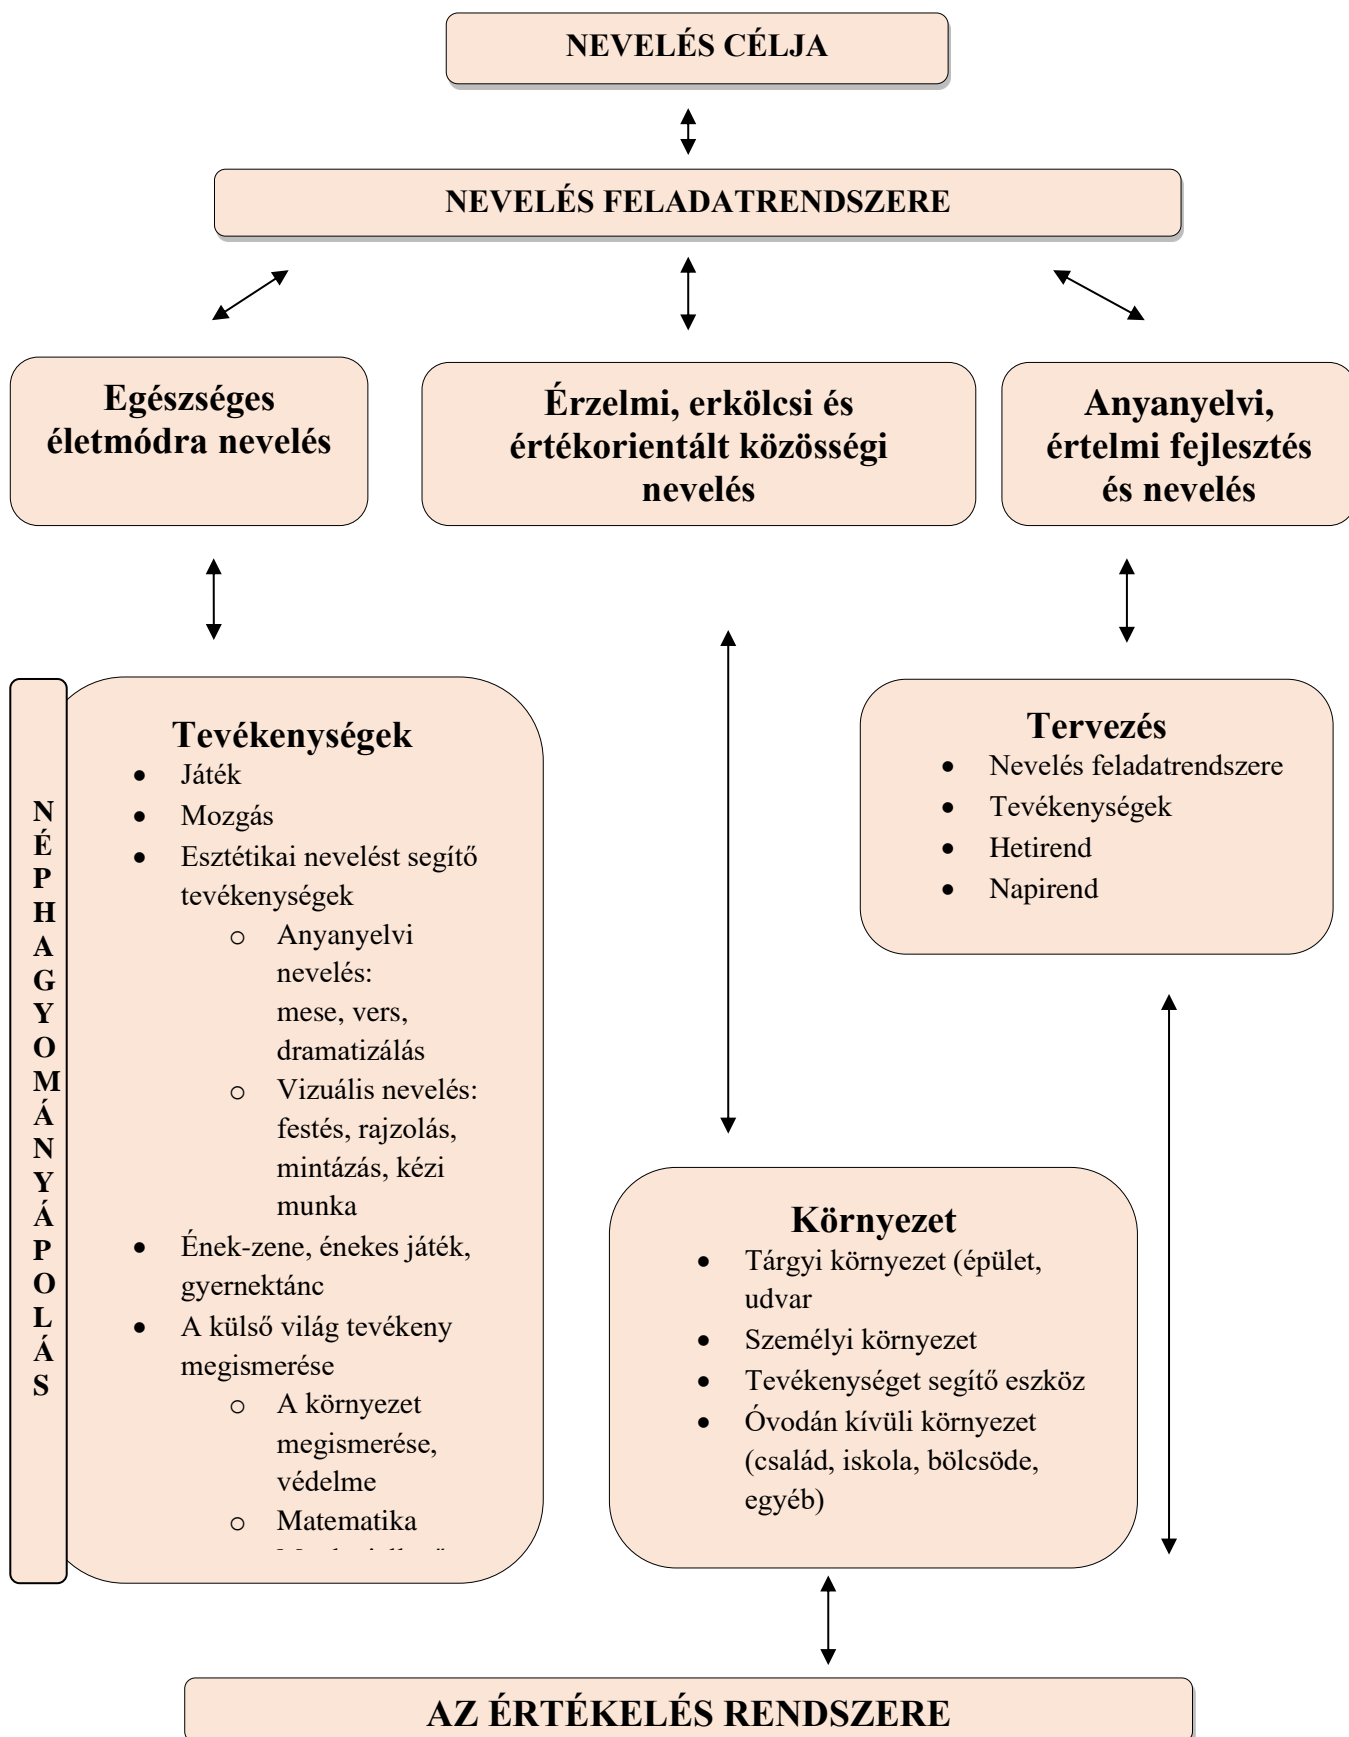 NEVELÉS CÉLJA
NEVELÉS FELADATRENDSZERE
Egészséges
életmódra nevelés
Érzelmi, erkölcsi és
értékorientált közösségi
nevelés
Anyanyelvi,
értelmi fejlesztés
és nevelés
NÉPHAGYOMÁNYÁPOLÁS
Tevékenységek
• Játék
• Mozgás
• Esztétikai nevelést segítő
tevékenységek
o Anyanyelvi
nevelés:
mese, vers,
dramatizálás
o Vizuális nevelés:
festés, rajzolás,
mintázás, kézi
munka
• Ének-zene, énekes játék,
gyernektánc
• A külső világ tevékeny
megismerése
o A környezet
megismerése,
védelme
o Matematika
Tervezés
• Nevelés feladatrendszere
• Tevékenységek
• Hetirend
• Napirend
Környezet
• Tárgyi környezet (épület,
udvar
• Személyi környezet
• Tevékenységet segítő eszköz
• Óvodán kívüli környezet
(család, iskola, bölcsöde,
egyéb)
AZ ÉRTÉKELÉS RENDSZERE